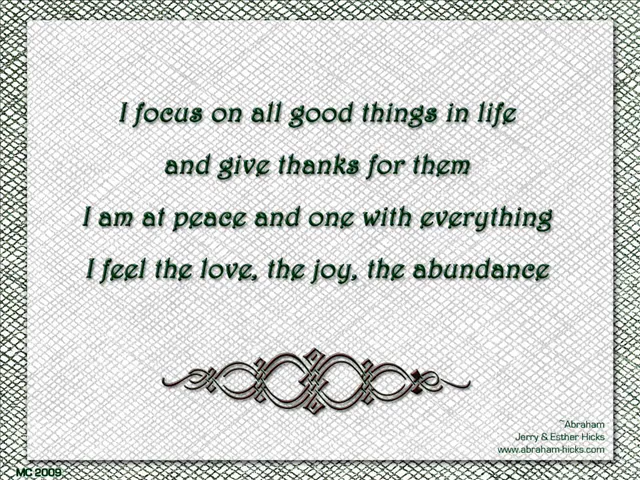 I focus on all good things in life
and give thanks for them
I am at peace and one with everything
I feel the love, the joy, the abundance
~Abraham
Jerry & Esther Hicks
www.abraham-hicks.com
MC 2009